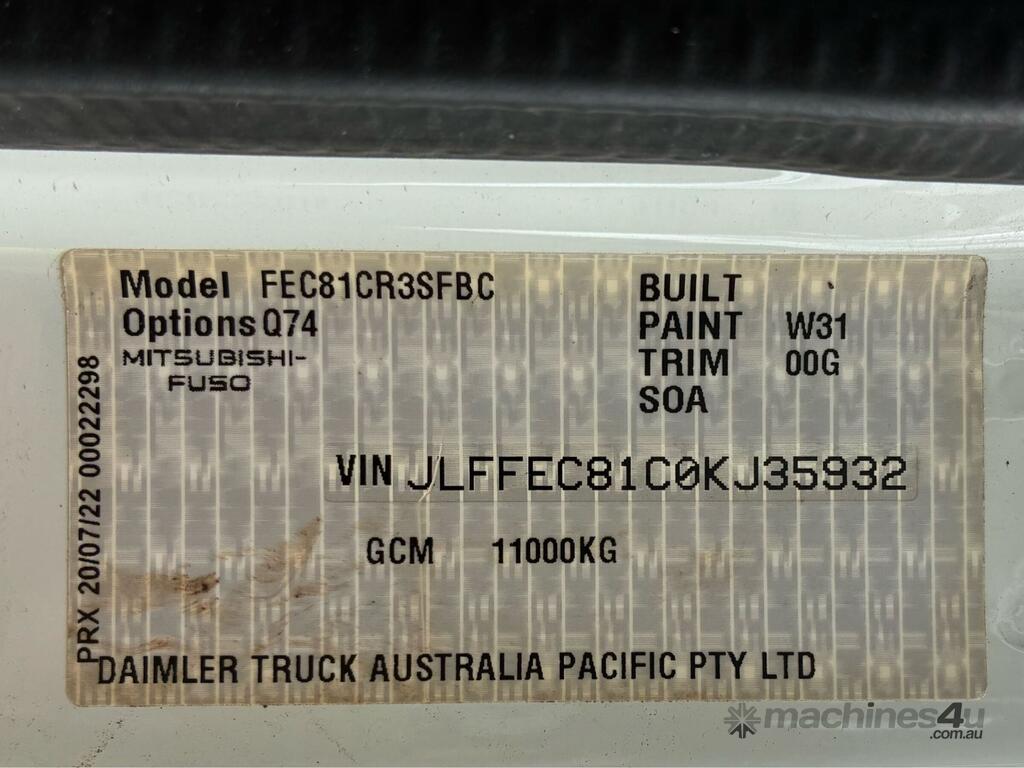 Model FEC81CR3SFBC
Options Q74
MITSUBISHI-
FUSO
BUILT
PAINT W31
TRIM 00G
SOA
VIN JLFFEC81C0KJ35932
GCM 11000KG
DAIMLER TRUCK AUSTRALIA PACIFIC PTY LTD
PRX 20/07/22 00022298
machines4u
.com.au